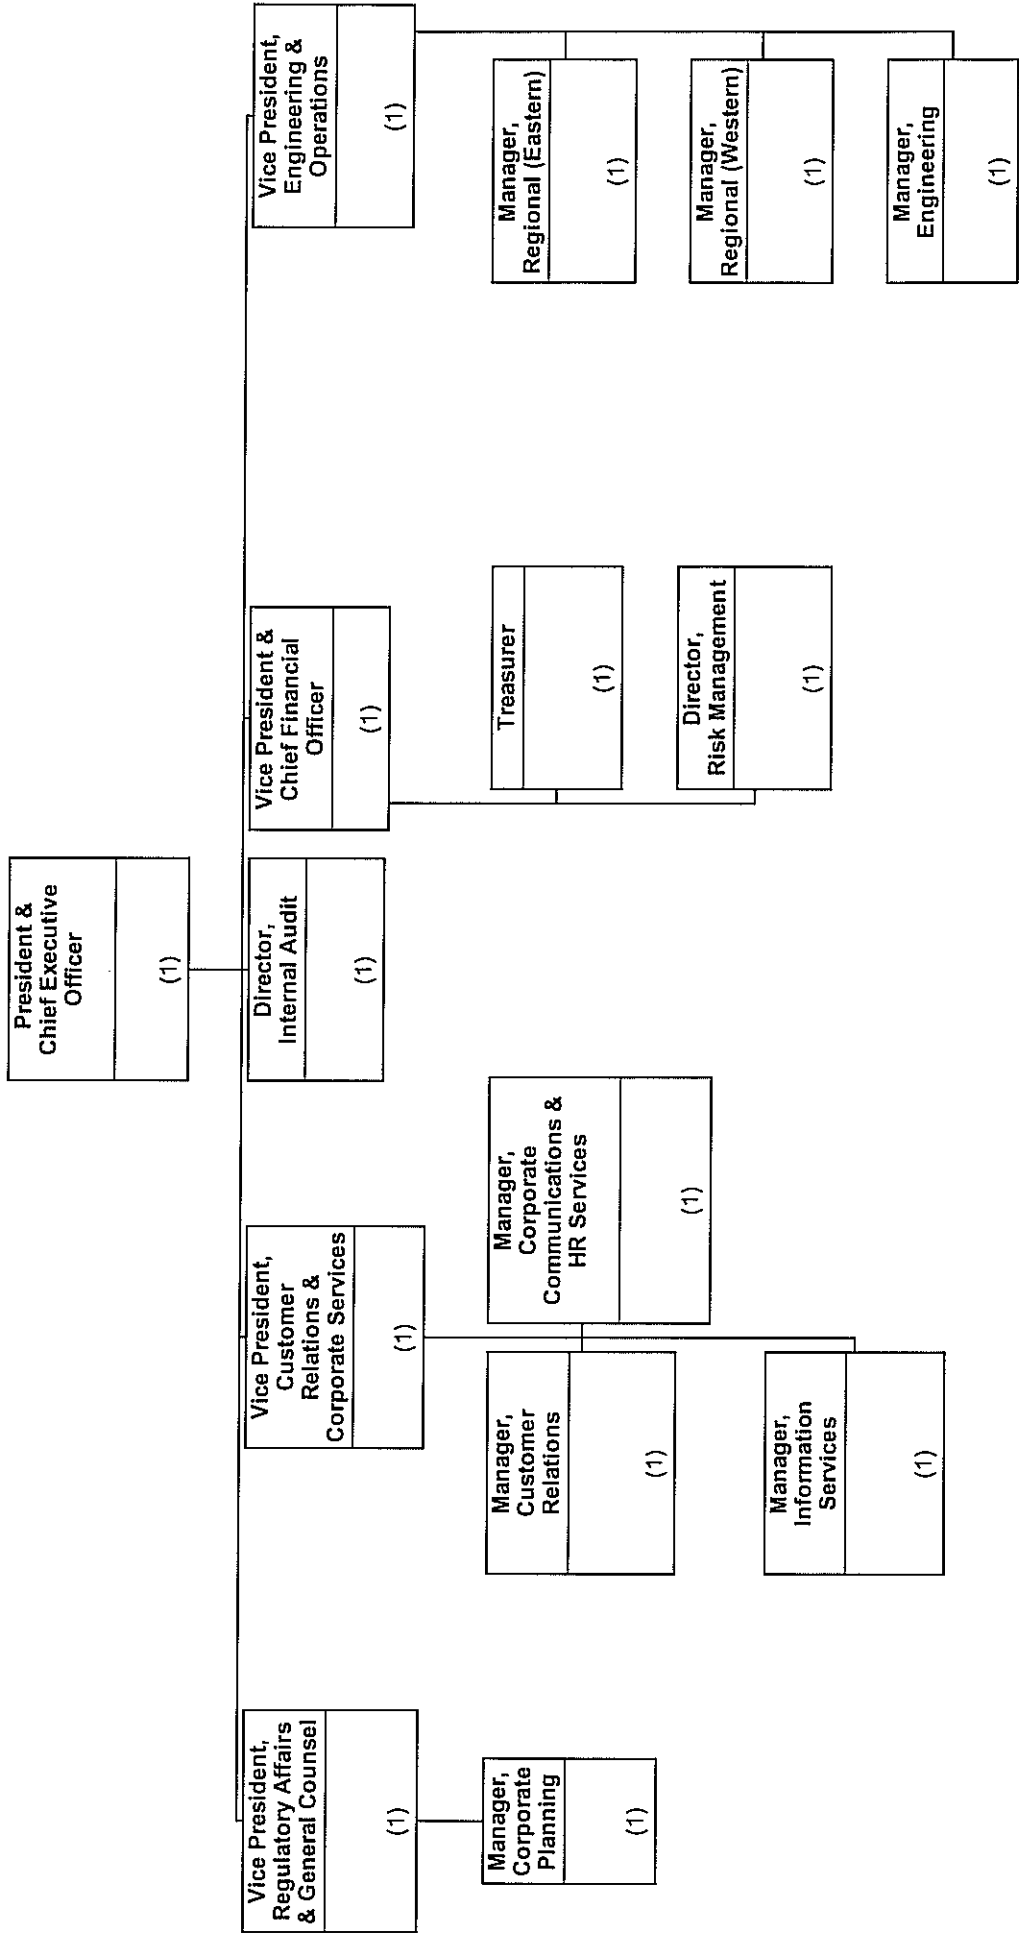 President &
Chief Executive
Officer
(1)
Vice President,
Regulatory Affairs
& General Counsel
(1)
Vice President,
Customer
Relations &
Corporate Services
(1)
Director,
Internal Audit
(1)
Vice President &
Chief Financial
Officer
(1)
Vice President,
Engineering &
Operations
(1)
Manager,
Corporate
Planning
(1)
Manager,
Customer
Relations
(1)
Manager,
Corporate
Communications &
HR Services
(1)
Manager,
Information
Services
(1)
Treasurer
(1)
Director,
Risk Management
(1)
Manager,
Regional (Eastern)
(1)
Manager,
Regional (Western)
(1)
Manager,
Engineering
(1)